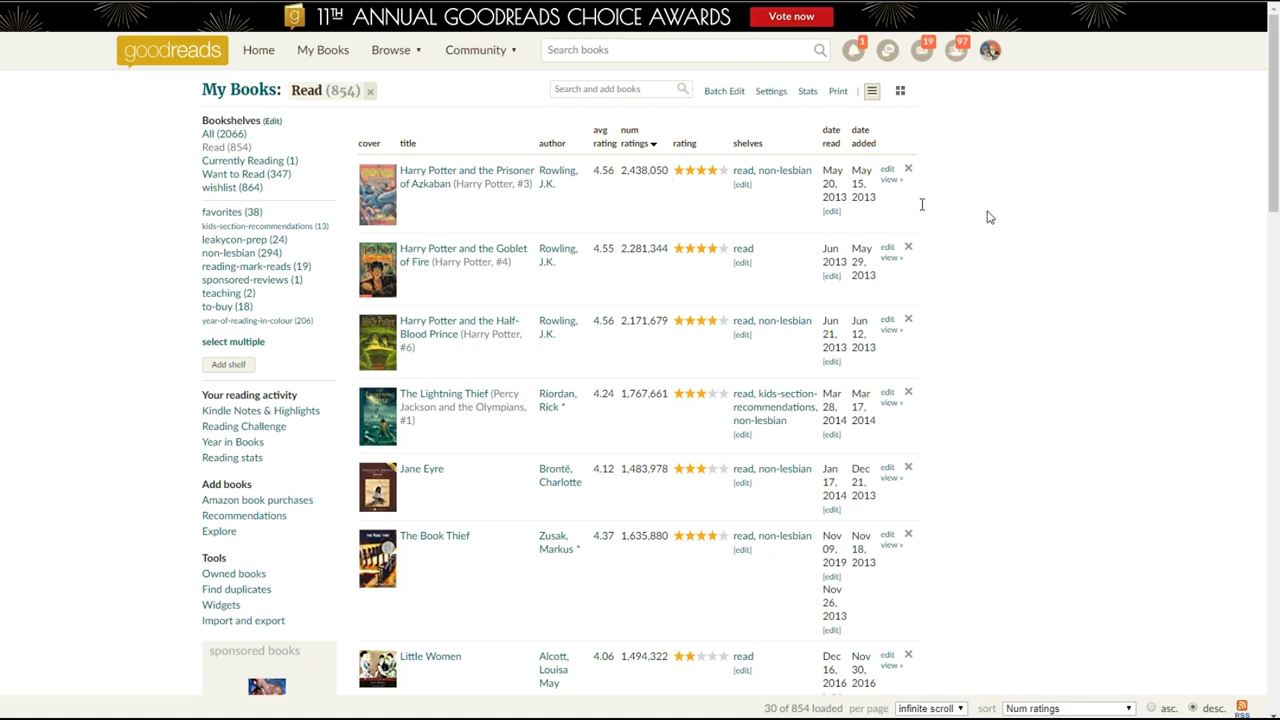 11TH ANNUAL GOODREADS CHOICE AWARDS Vote now
goodreads Home My Books Browse ▾ Community ▾ Search books 1 19 97
My Books: Read (854) × Search and add books Batch Edit Settings Stats Print
Bookshelves (Edit)
All (2066)
Read (854)
Currently Reading (1)
Want to Read (347)
wishlist (864)
favorites (38)
kids-section-recommendations (13)
leakycon-prep (24)
non-lesbian (294)
reading-mark-reads (19)
sponsored-reviews (1)
teaching (2)
to-buy (18)
year-of-reading-in-colour (206)
select multiple
Add shelf
Your reading activity
Kindle Notes & Highlights
Reading Challenge
Year in Books
Reading stats
Add books
Amazon book purchases
Recommendations
Explore
Tools
Owned books
Find duplicates
Widgets
Import and export
sponsored books
avg num date date
cover title author rating ratings rating shelves read added
Harry Potter and the Prisoner Rowling, 4.56 2,438,050 read, non-lesbian May May edit
of Azkaban (Harry Potter, #3) J.K. [edit] 20, 15, view »
2013 2013
[edit]
Harry Potter and the Goblet Rowling, 4.55 2,281,344 read Jun May edit
of Fire (Harry Potter, #4) J.K. [edit] 2013 29, view »
[edit] 2013
Harry Potter and the Half- Rowling, 4.56 2,171,679 read, non-lesbian Jun Jun edit
Blood Prince (Harry Potter, J.K. [edit] 21, 12, view »
#6) 2013 2013
[edit]
The Lightning Thief (Percy Riordan, 4.24 1,767,661 read, kids-section- Mar Mar edit
Jackson and the Olympians, Rick * recommendations, 28, 17, view »
#1) non-lesbian 2014 2014
[edit] [edit]
Jane Eyre Brontë, 4.12 1,483,978 read, non-lesbian Jan Dec edit
Charlotte [edit] 17, 21, view »
2014 2013
[edit]
The Book Thief Zusak, 4.37 1,635,880 read, non-lesbian Nov Nov edit
Markus * [edit] 09, 18, view »
2019 2013
[edit]
Nov
26,
2013
[edit]
Little Women Alcott, 4.06 1,494,322 read Dec Nov edit
Louisa [edit] 16, 30, view »
May 2016 2016
30 of 854 loaded per page infinite scroll ▾ sort Num ratings ▾ asc. desc. RSS